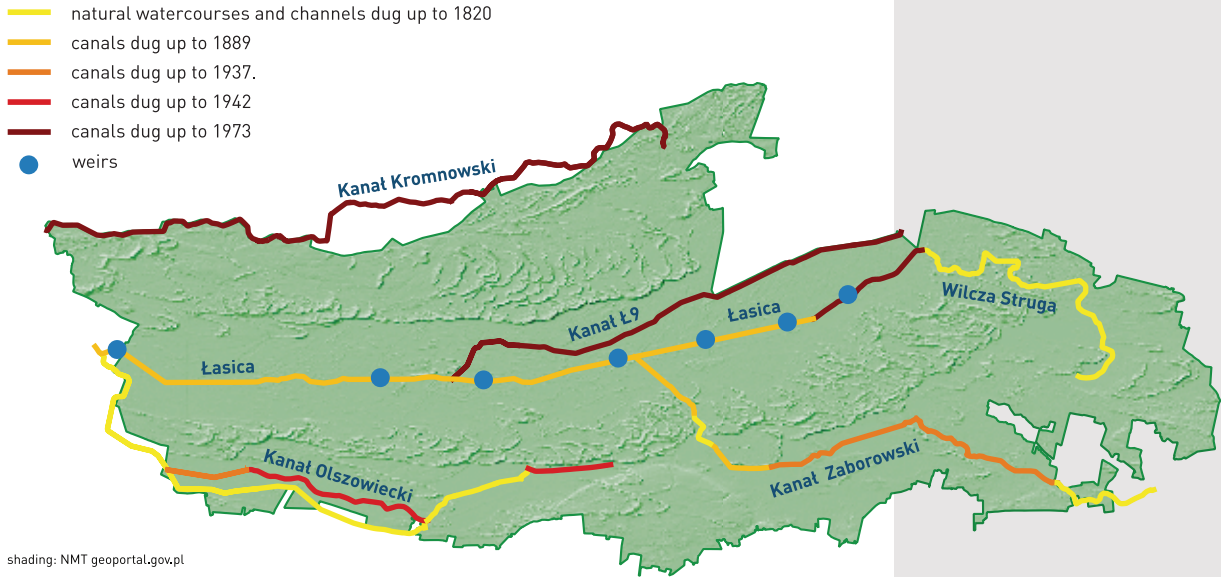 natural watercourses and channels dug up to 1820
canals dug up to 1889
canals dug up to 1937.
canals dug up to 1942
canals dug up to 1973
weirs
Kanał Kromnowski
Kanał Ł9
Łasica
Wilcza Struga
Łasica
Kanał Olszowiecki
Kanał Zaborowski
shading: NMT geoportal.gov.pl